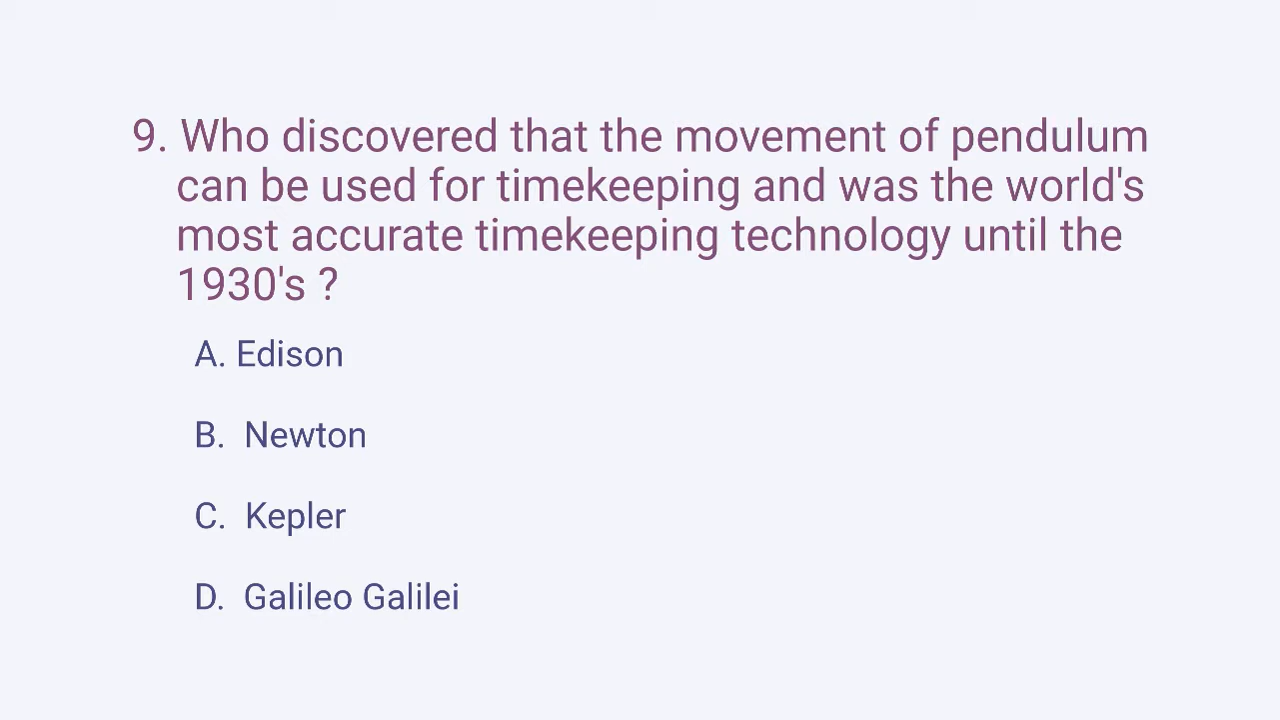 9. Who discovered that the movement of pendulum
can be used for timekeeping and was the world's
most accurate timekeeping technology until the
1930's ?
A. Edison
B. Newton
C. Kepler
D. Galileo Galilei